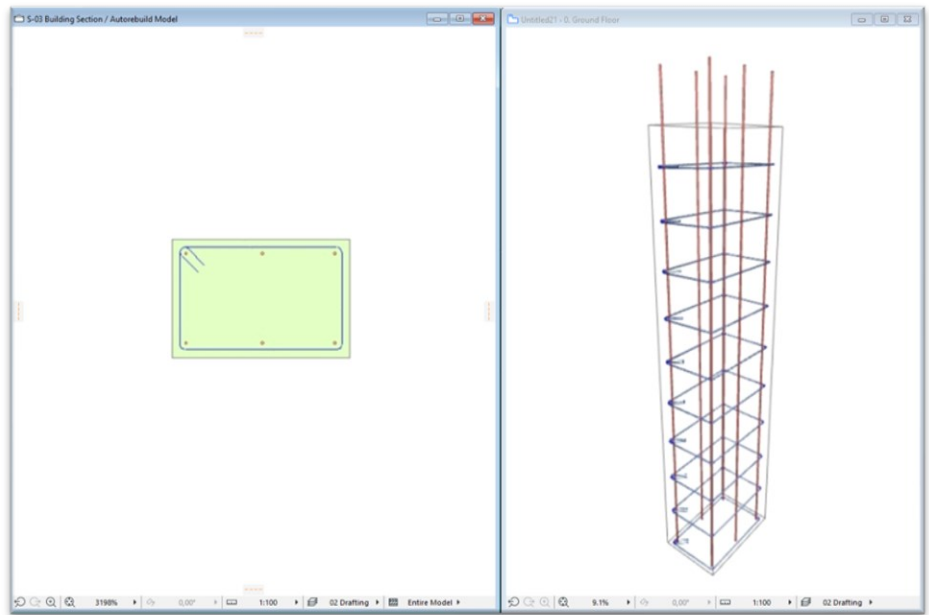 S-03 Building Section / Autorebuild Model
Untitled21 - 0. Ground Floor
3198%
0,00°
1:100
02 Drafting
Entire Model
9.1%
0,00°
1:100
02 Drafting